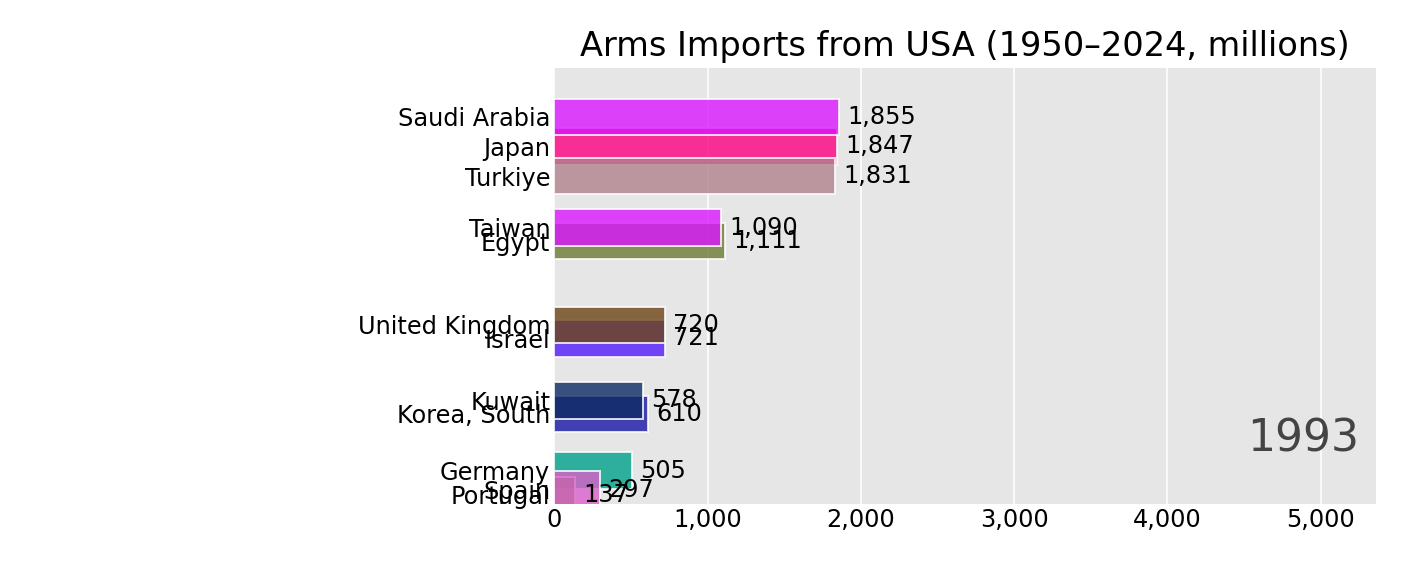 Arms Imports from USA (1950–2024, millions)
Saudi Arabia 1,855
Japan 1,847
Turkiye 1,831
Taiwan 1,090
Egypt 1,111
United Kingdom 720
Israel 721
Kuwait 578
Korea, South 610
1993
Germany 505
Spain 297
Portugal 137
0 1,000 2,000 3,000 4,000 5,000